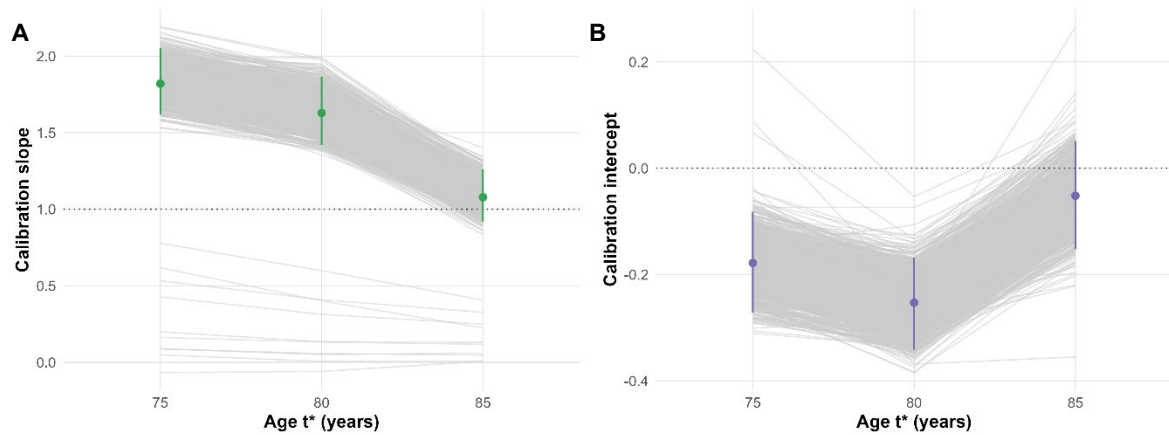 A
Calibration slope
2.0
1.5
1.0
0.5
0.0
75
80
85
Age t* (years)
B
Calibration intercept
0.2
0.0
-0.2
-0.4
75
80
85
Age t* (years)